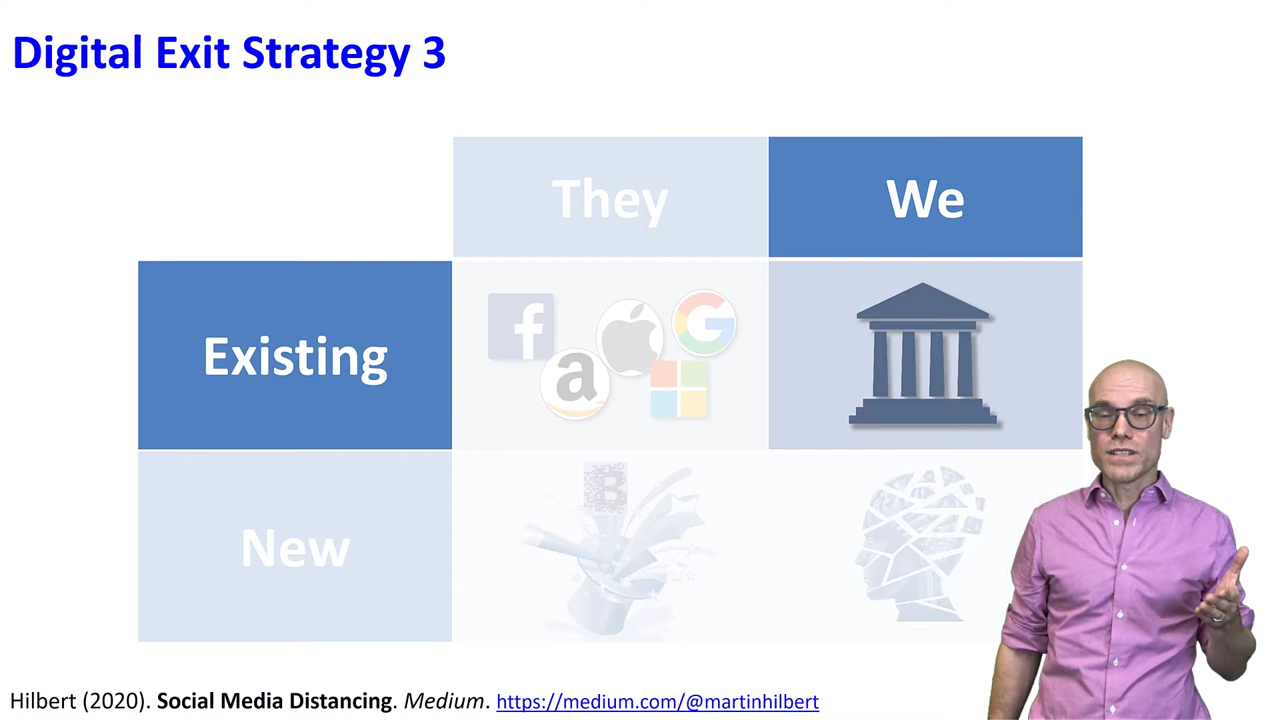 Digital Exit Strategy 3
They
We
Existing
New
Hilbert (2020). Social Media Distancing. Medium. https://medium.com/@martinhilbert